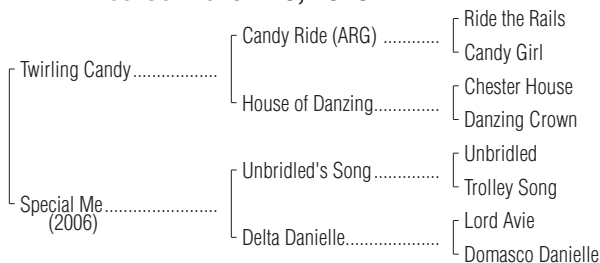 Ride the Rails
Candy Ride (ARG) ............
Candy Girl
Twirling Candy..................
Chester House
House of Danzing..............
Danzing Crown
Unbridled
Unbridled's Song..............
Trolley Song
Special Me........................
(2006)
Lord Avie
Delta Danielle....................
Domasco Danielle